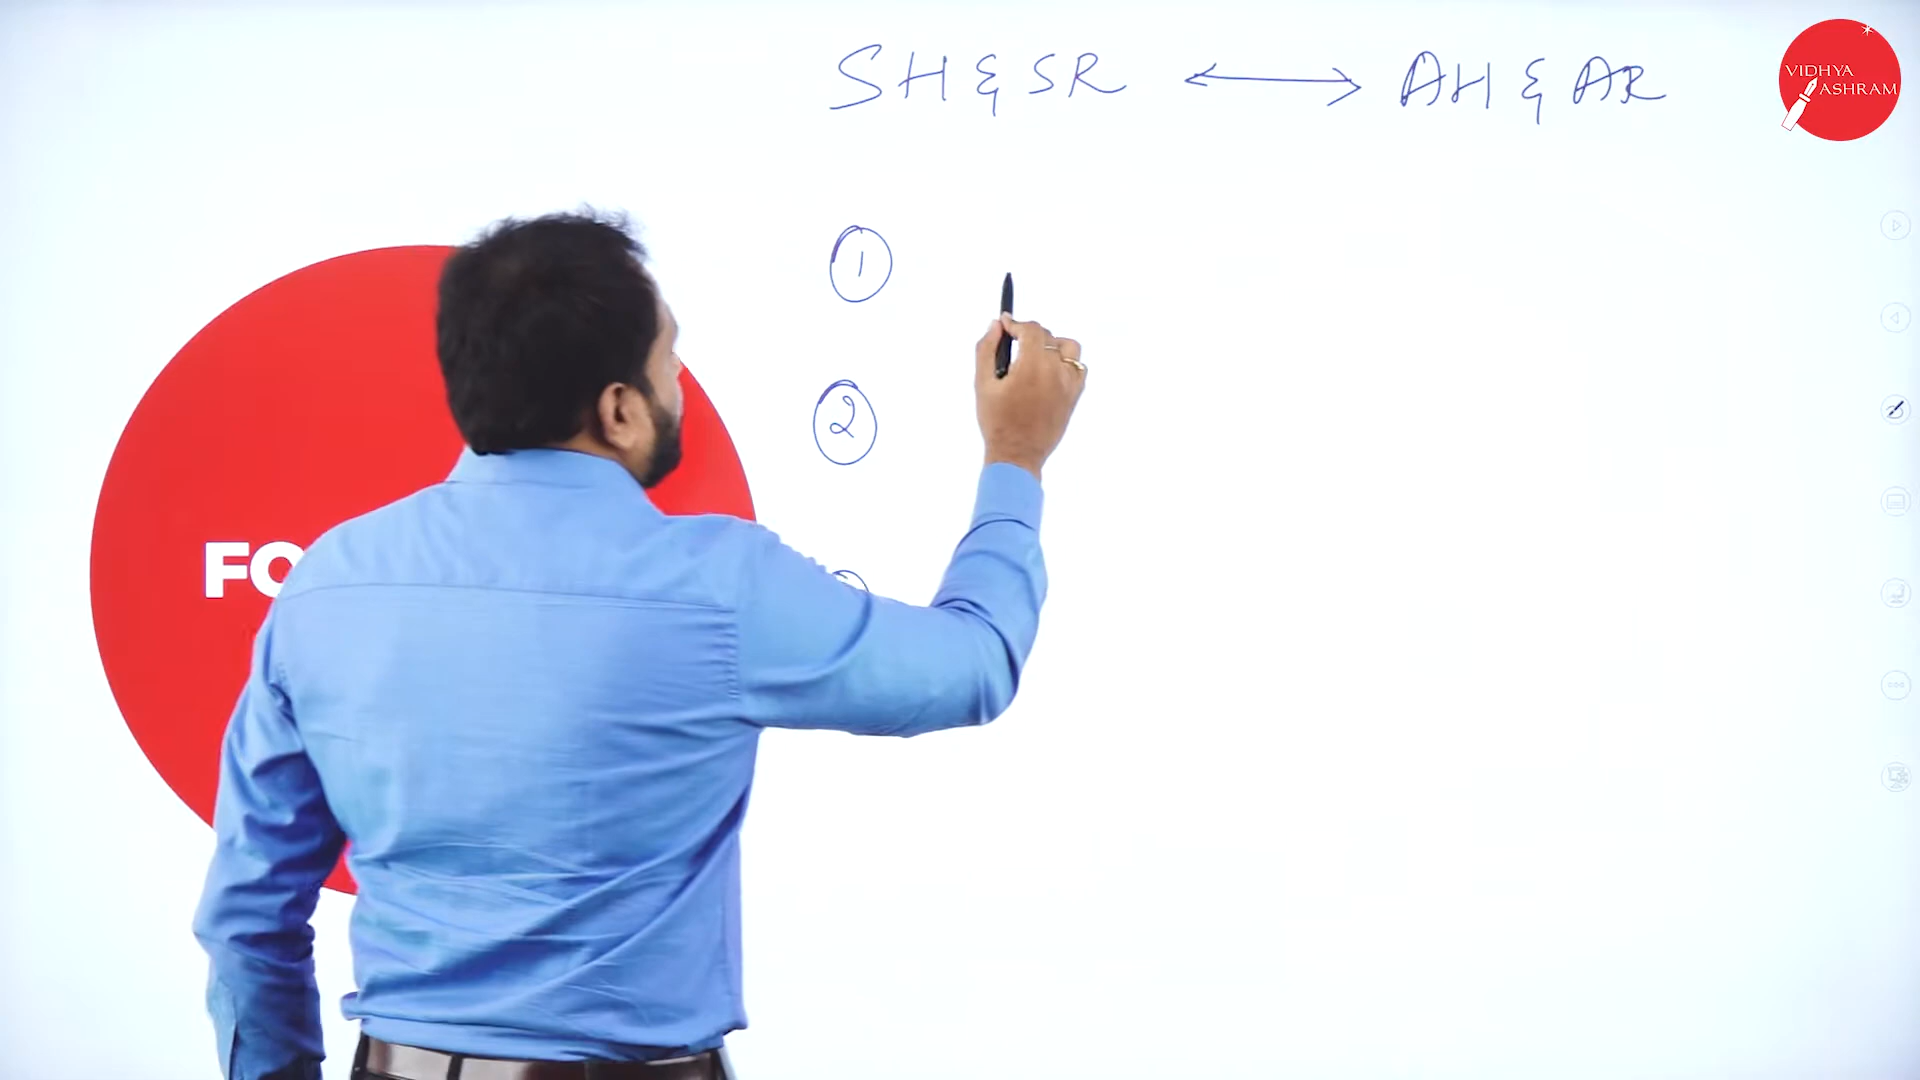 SH & SR ⟷ AH & AR
VIDHYA
ASHRAM
1
2
FO